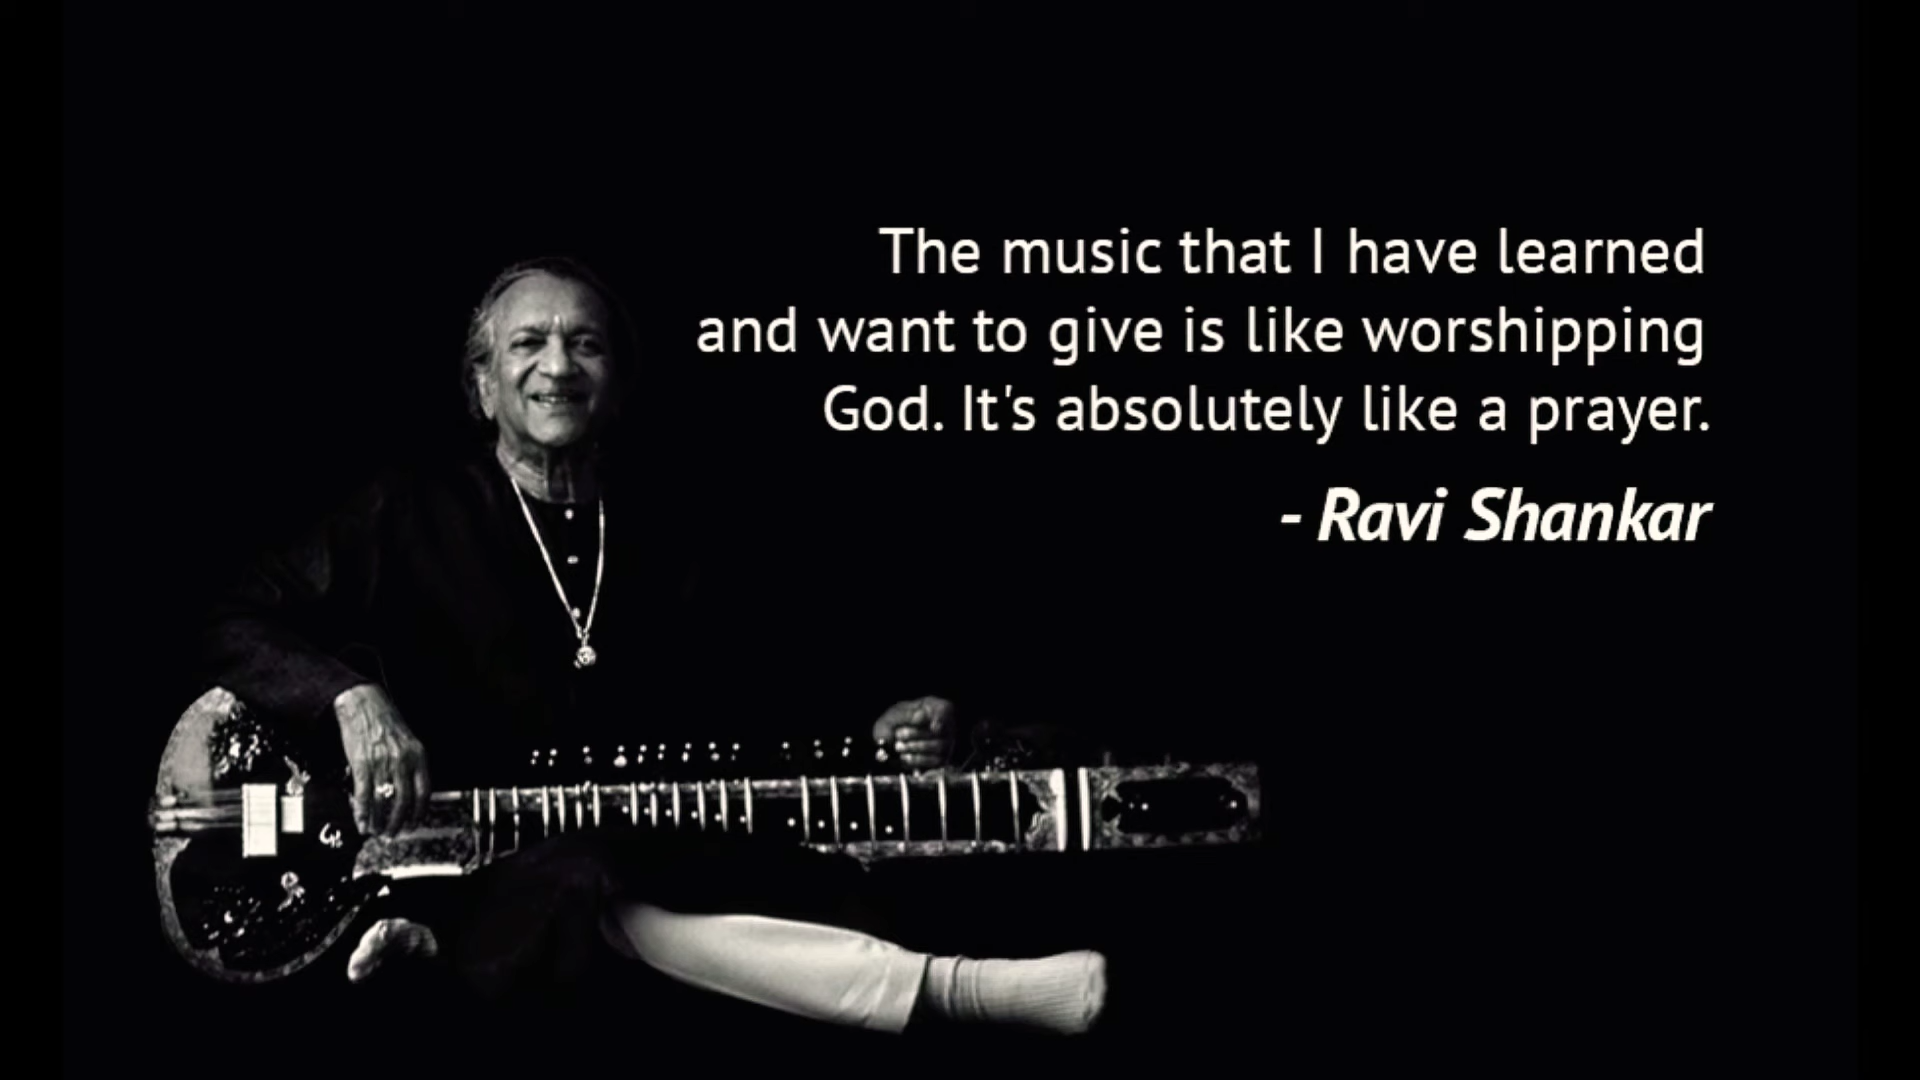 The music that I have learned
and want to give is like worshipping
God. It's absolutely like a prayer.
- Ravi Shankar